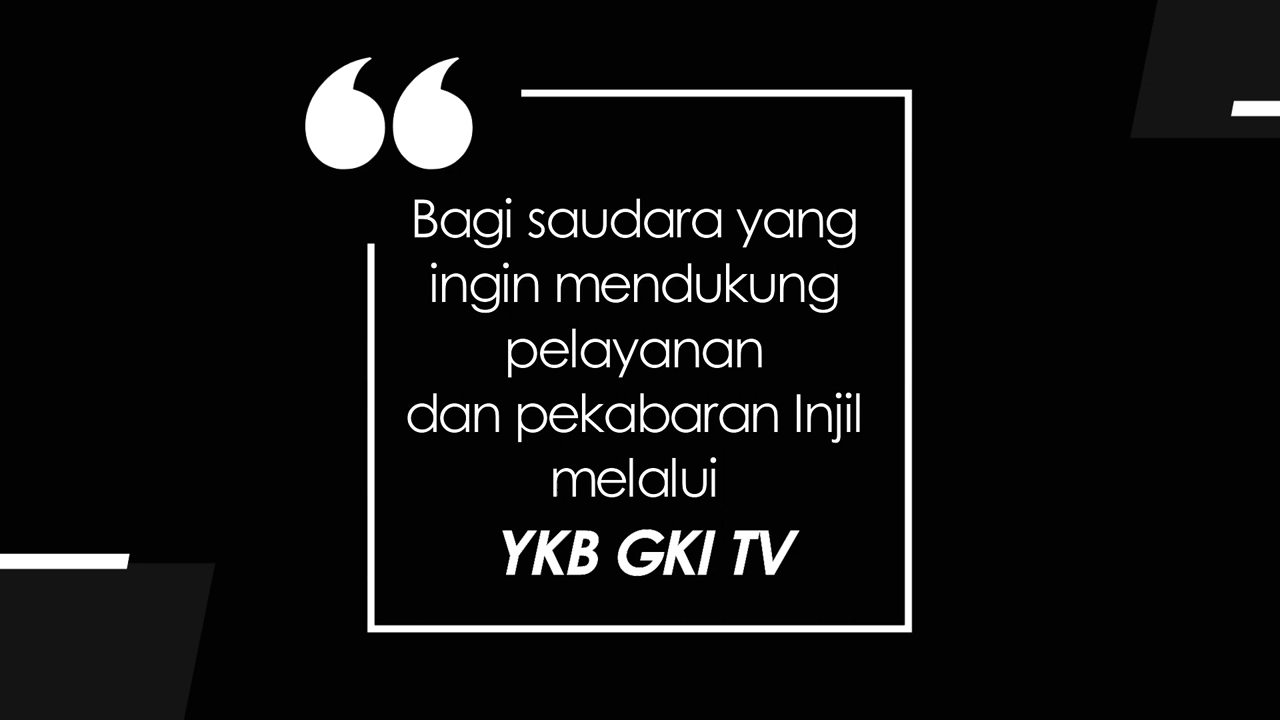 Bagi saudara yang
ingin mendukung
pelayanan
dan pekabaran Injil
melalui
YKB GKI TV